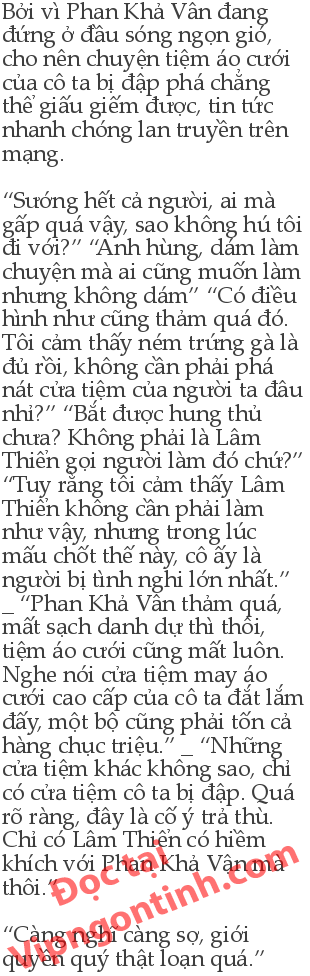 Bởi vì Phan Khả Vân đang
đứng ở đầu sóng ngọn gió,
cho nên chuyện tiệm áo cưới
của cô ta bị đập phá chẳng
thể giấu giếm được, tin tức
nhanh chóng lan truyền trên
mạng.
“Sướng hết cả người, ai mà
gấp quá vậy, sao không hú tôi
đi với?” “Anh hùng, dám làm
chuyện mà ai cũng muốn làm
nhưng không dám” “Có điều
hình như cũng thảm quá đó.
Tôi cảm thấy ném trứng gà là
đủ rồi, không cần phải phá
nát cửa tiệm của người ta đâu
nhỉ?” “Bắt được hung thủ
chưa? Không phải là Lâm
Thiển gọi người làm đó chứ?”
“Tuy rằng tôi cảm thấy Lâm
Thiển không cần phải làm
như vậy, nhưng trong lúc
mấu chốt thế này, cô ấy là
người bị tình nghi lớn nhất.”
_ “Phan Khả Vân thảm quá,
mất sạch danh dự thì thôi,
tiệm áo cưới cũng mất luôn.
Nghe nói cửa tiệm may áo
cưới cao cấp của cô ta đắt lắm
đấy, một bộ cũng phải tốn cả
hàng chục triệu.” _ “Những
cửa tiệm khác không sao, chỉ
có cửa tiệm cô ta bị đập. Quá
rõ ràng, đây là cố ý trả thù.
Chỉ có Lâm Thiển có hiềm
khích với Phan Khả Vân mà
thôi.”
“Càng nghĩ càng sợ, giới
quyền quý thật loạn quá.”
Đọc tại
Vipngontinh.com